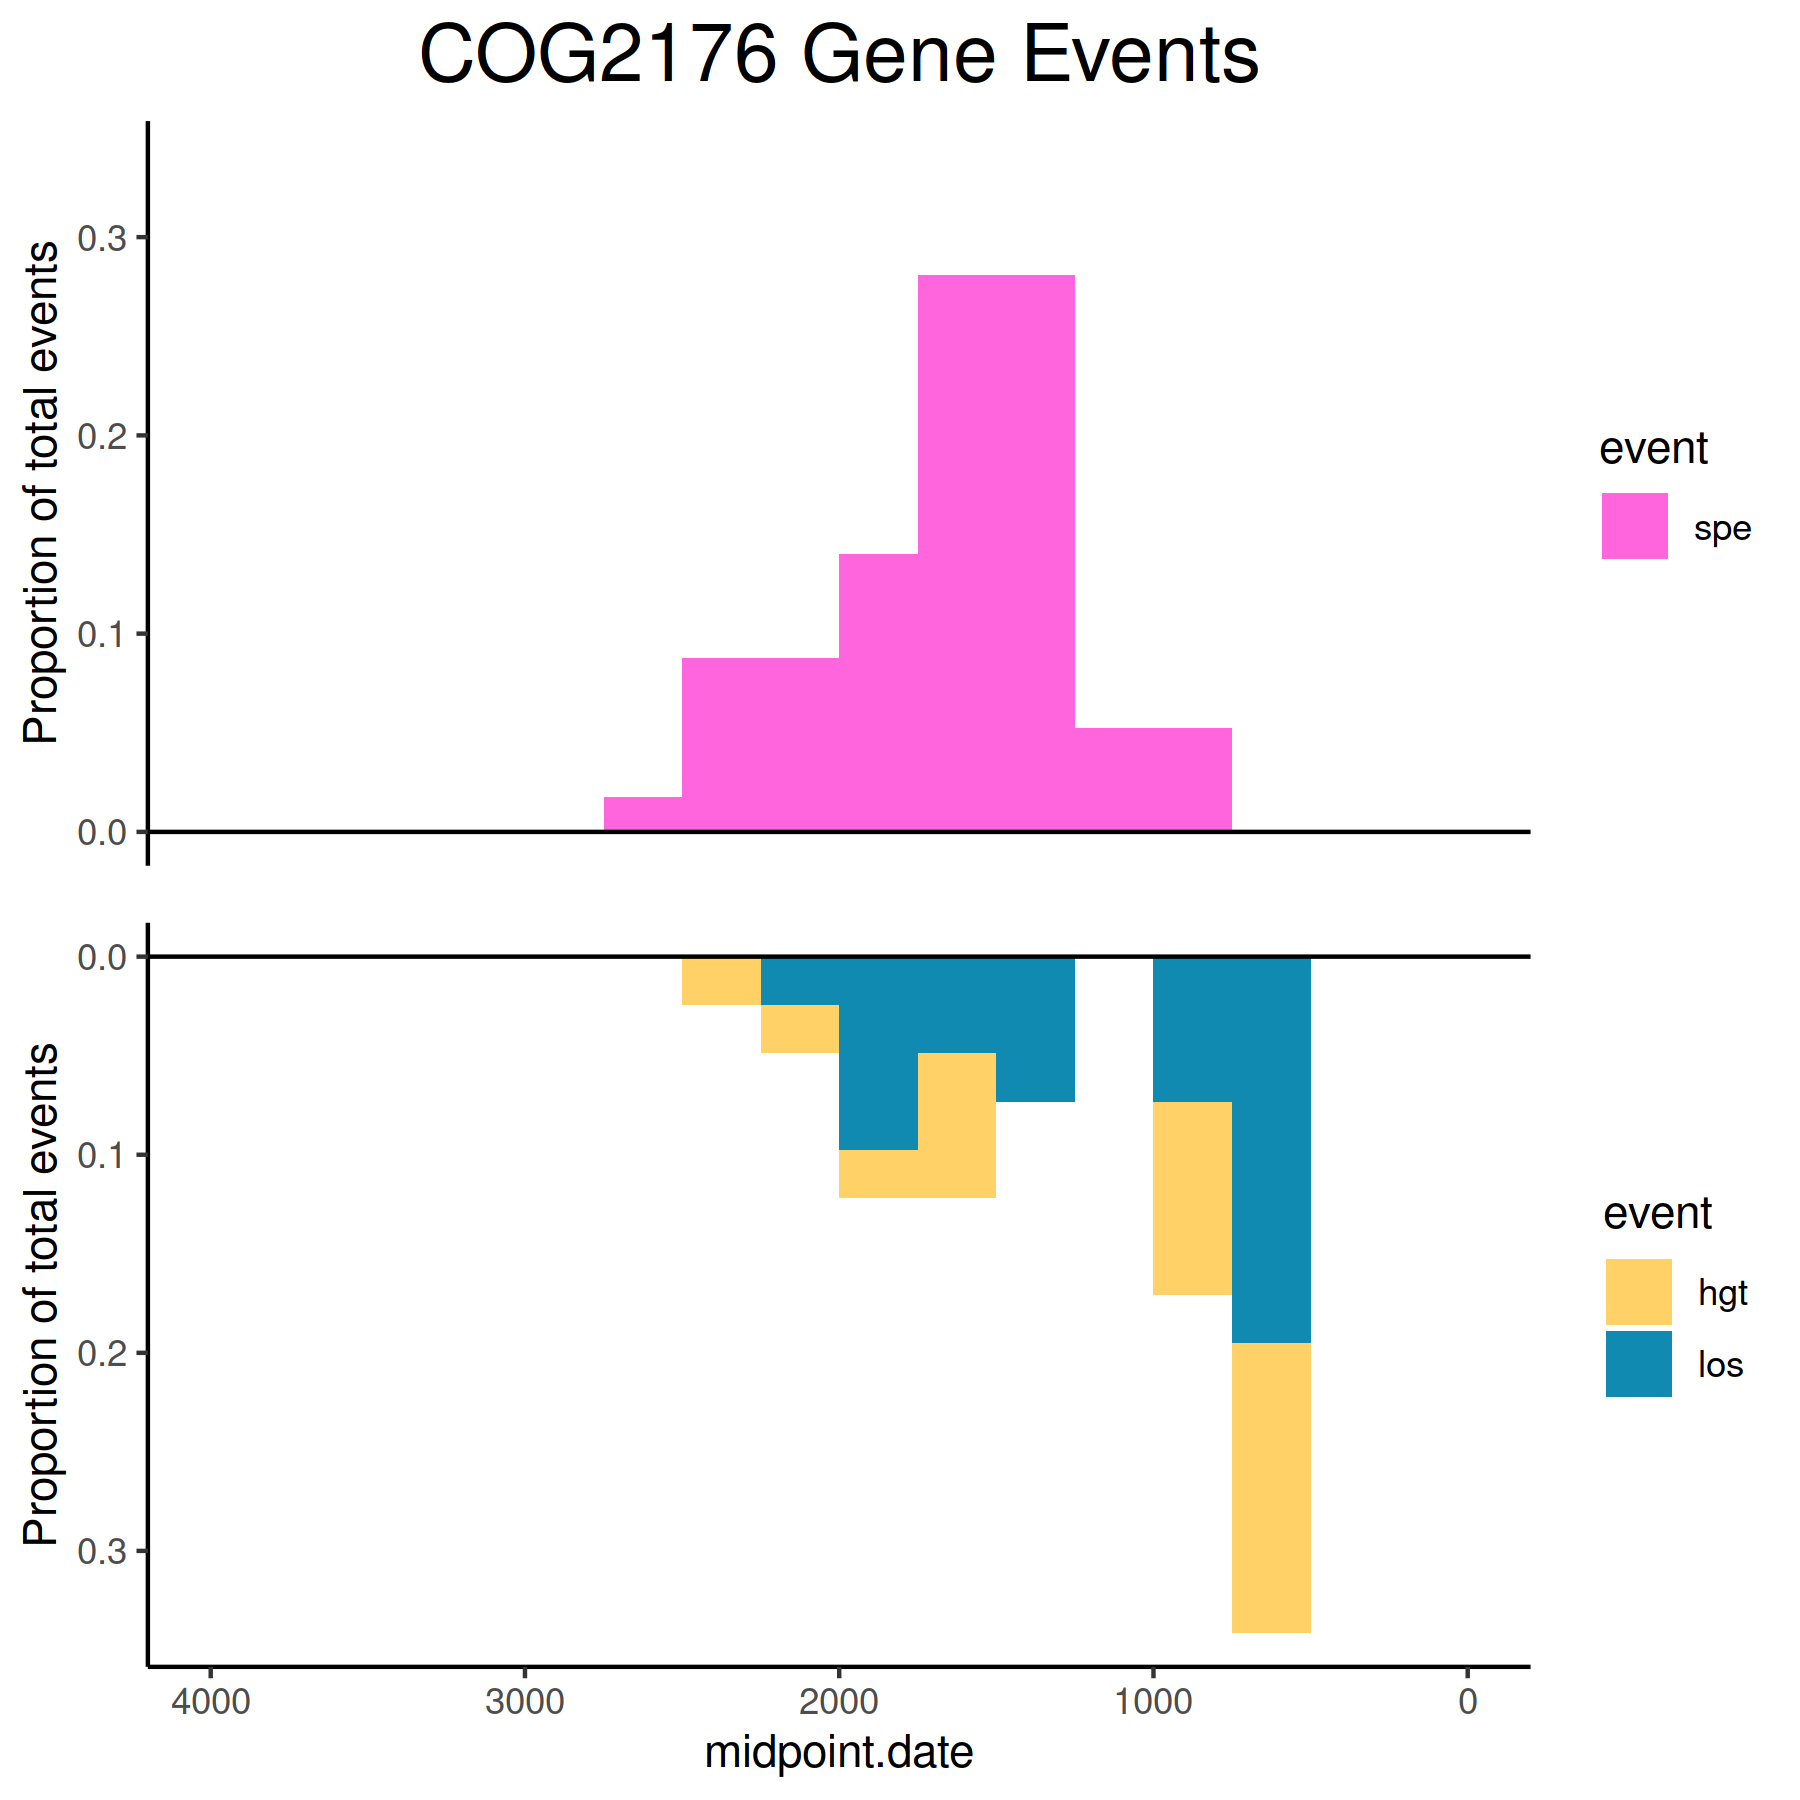 COG2176 Gene Events
Proportion of total events
0.3
0.2
0.1
0.0
event
spe
Proportion of total events
0.0
0.1
0.2
0.3
event
hgt
los
4000 3000 2000 1000 0
midpoint.date